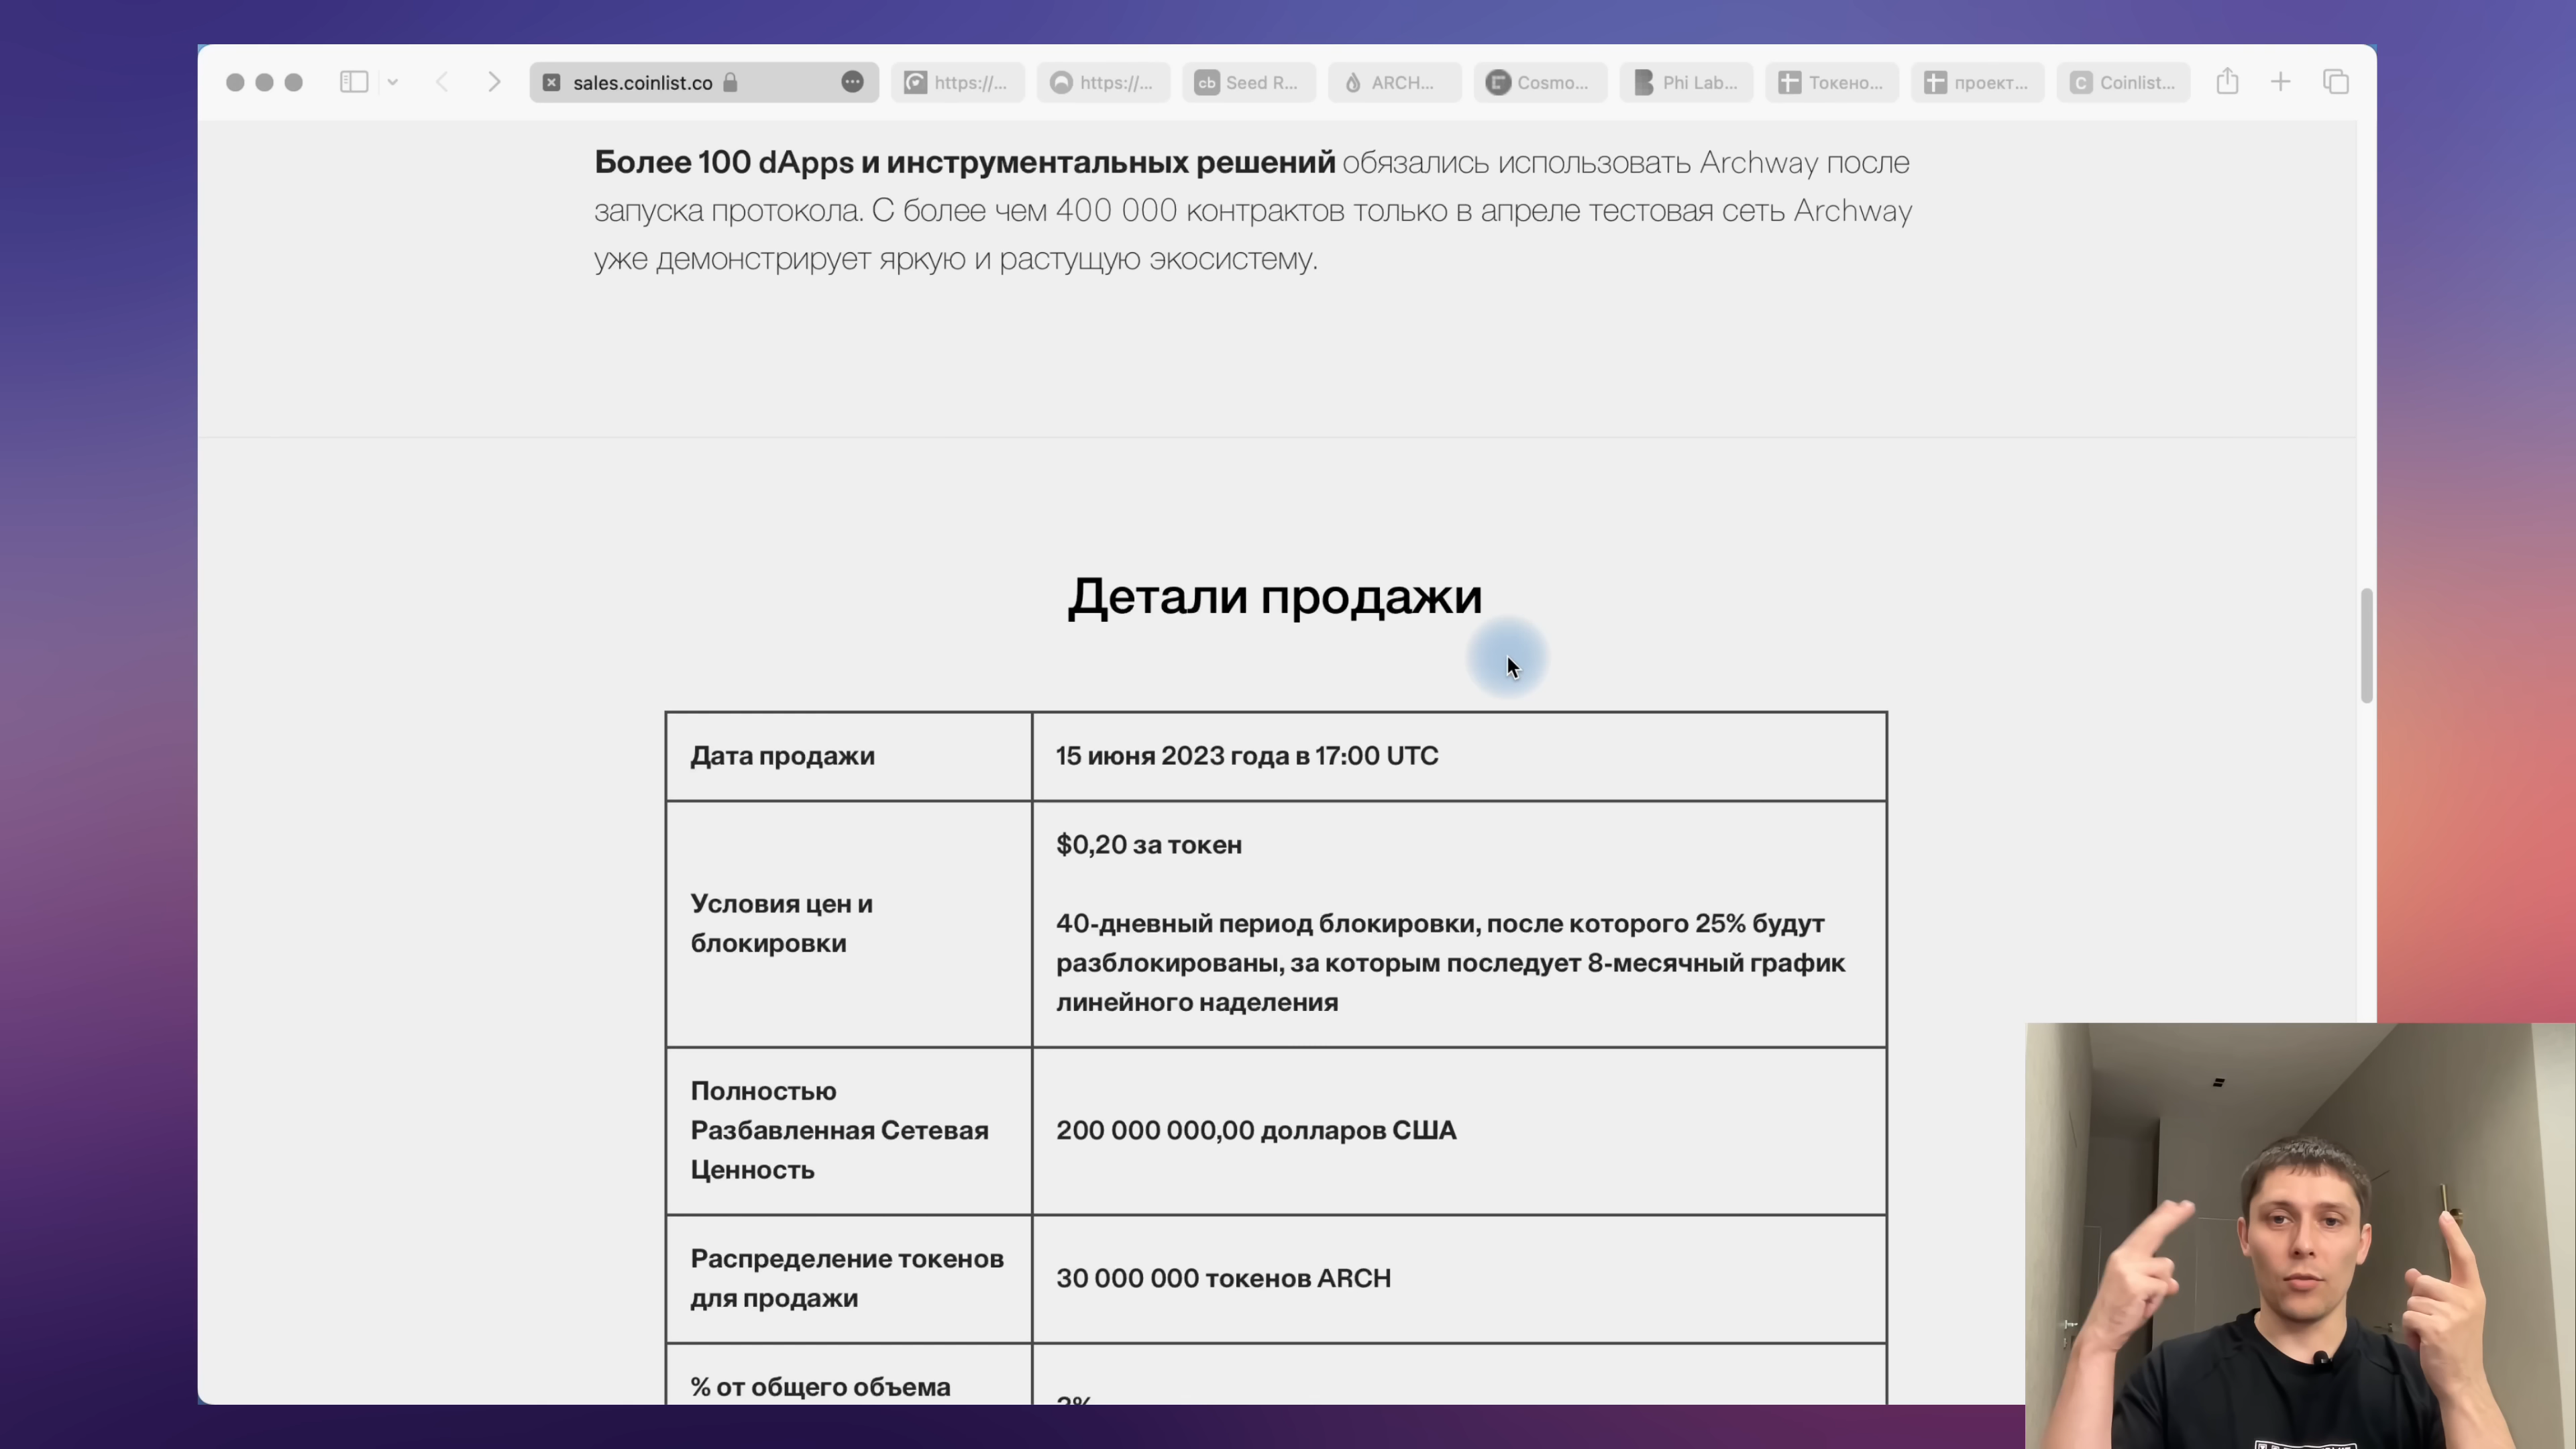 sales.coinlist.co
https://...
https://...
cb Seed R...
ARCH...
Cosmo...
Phi Lab...
Токено...
проект...
C Coinlist...
Более 100 dApps и инструментальных решений обязались использовать Archway после
запуска протокола. С более чем 400 000 контрактов только в апреле тестовая сеть Archway
уже демонстрирует яркую и растущую экосистему.
Детали продажи
Дата продажи
15 июня 2023 года в 17:00 UTC
Условия цен и
блокировки
$0,20 за токен
40-дневный период блокировки, после которого 25% будут
разблокированы, за которым последует 8-месячный график
линейного наделения
Полностью
Разбавленная Сетевая
Ценность
200 000 000,00 долларов США
Распределение токенов
для продажи
30 000 000 токенов ARCH
% от общего объема